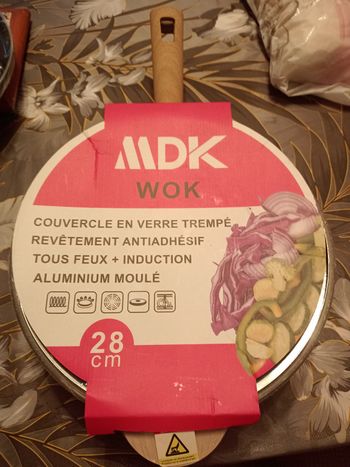 MDK
WOK
COUVERCLE EN VERRE TREMPÉ
REVÊTEMENT ANTIADHÉSIF
TOUS FEUX + INDUCTION
ALUMINIUM MOULÉ
28
cm